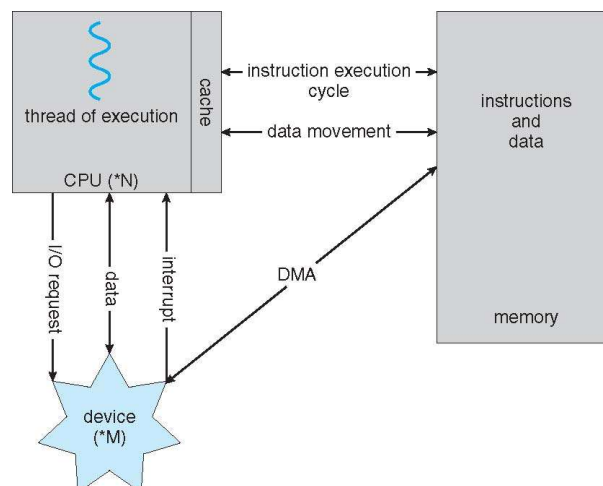 thread of execution
cache
CPU (*N)
instruction execution
cycle
data movement
instructions
and
data
I/O request
data
interrupt
DMA
memory
device
(*M)